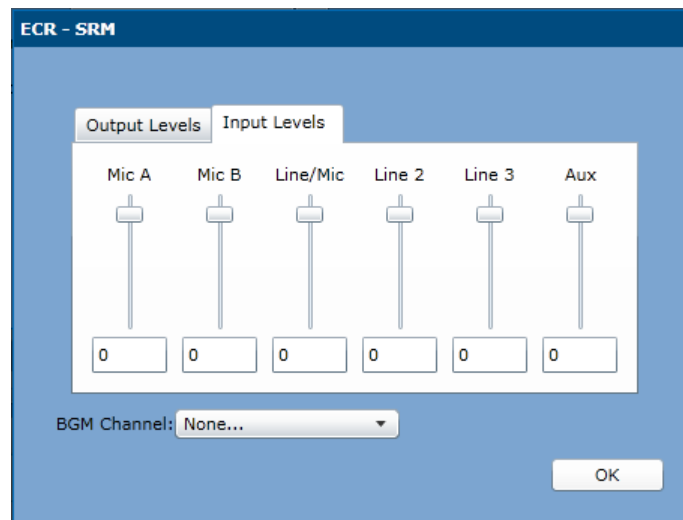 ECR - SRM
Output Levels Input Levels
Mic A Mic B Line/Mic Line 2 Line 3 Aux
0 0 0 0 0 0
BGM Channel: None...
OK